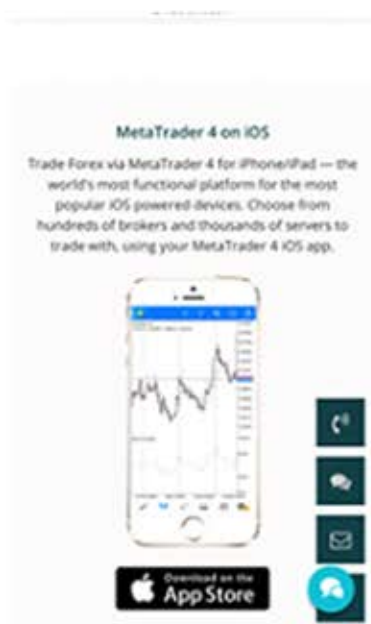 MetaTrader 4 on iOS
Trade Forex via MetaTrader 4 for iPhone/iPad — the
world's most functional platform for the most
popular iOS powered devices. Choose from
hundreds of brokers and thousands of servers to
trade with, using your MetaTrader 4 iOS app.
Download on the
App Store